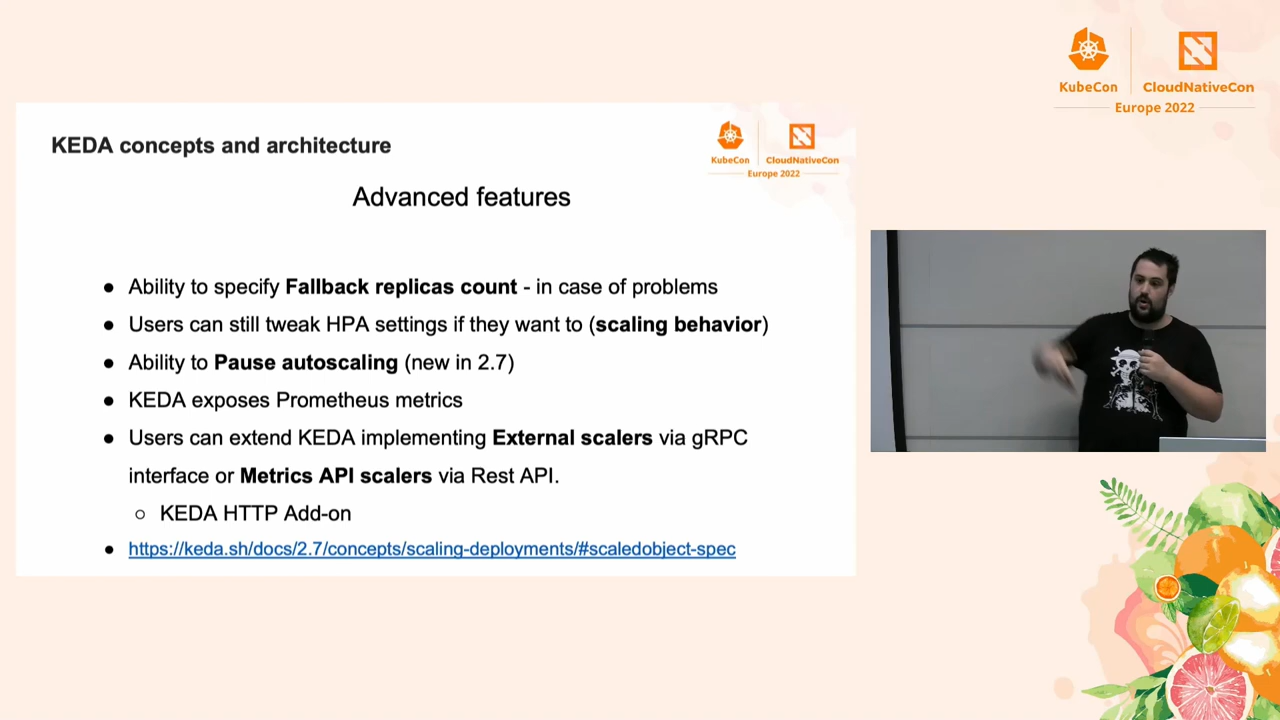 KubeCon
CloudNativeCon
Europe 2022
KEDA concepts and architecture
KubeCon
CloudNativeCon
Europe 2022
Advanced features
● Ability to specify Fallback replicas count - in case of problems
● Users can still tweak HPA settings if they want to (scaling behavior)
● Ability to Pause autoscaling (new in 2.7)
● KEDA exposes Prometheus metrics
● Users can extend KEDA implementing External scalers via gRPC
interface or Metrics API scalers via Rest API.
○ KEDA HTTP Add-on
● https://keda.sh/docs/2.7/concepts/scaling-deployments/#scaledobject-spec